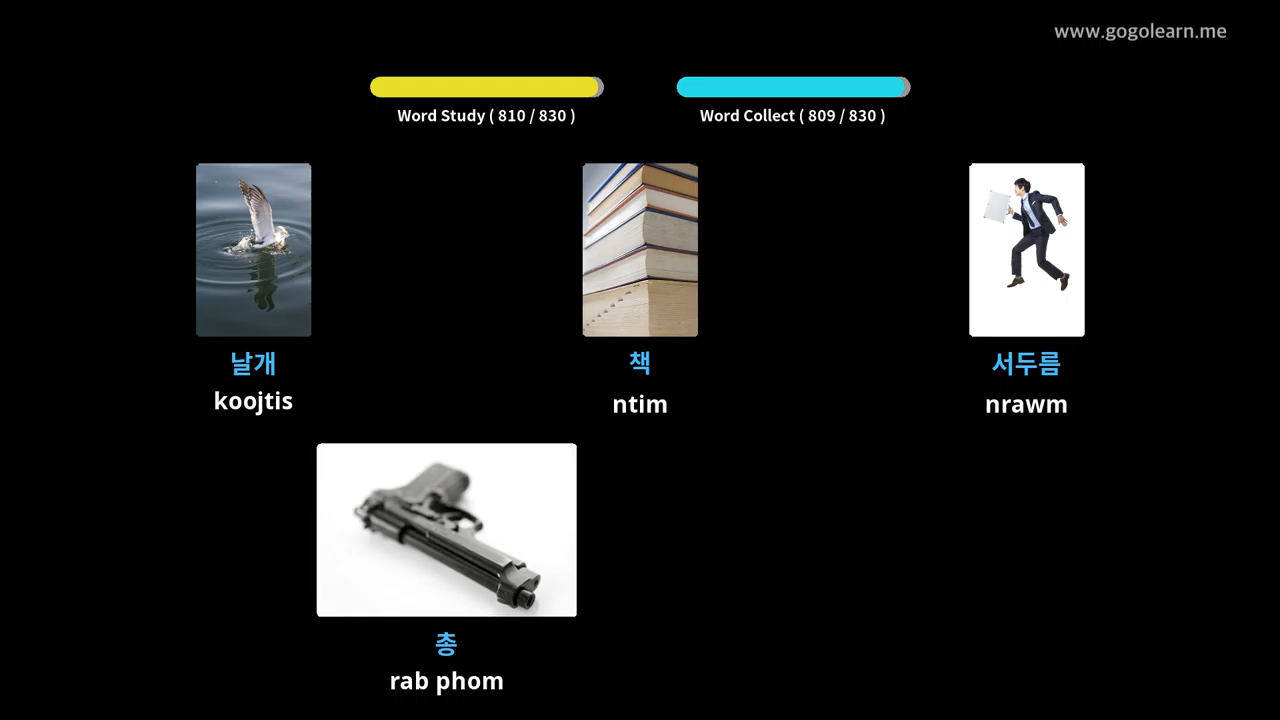 www.gogolearn.me
Word Study ( 810 / 830 )
Word Collect ( 809 / 830 )
날개
koojtis
책
ntim
서두름
nrawm
총
rab phom